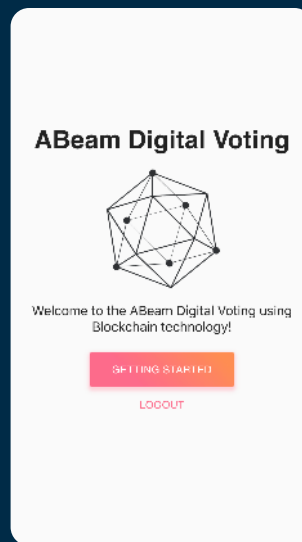 ABeam Digital Voting
Welcome to the ABeam Digital Voting using
Blockchain technology!
GETTING STARTED
LOGOUT